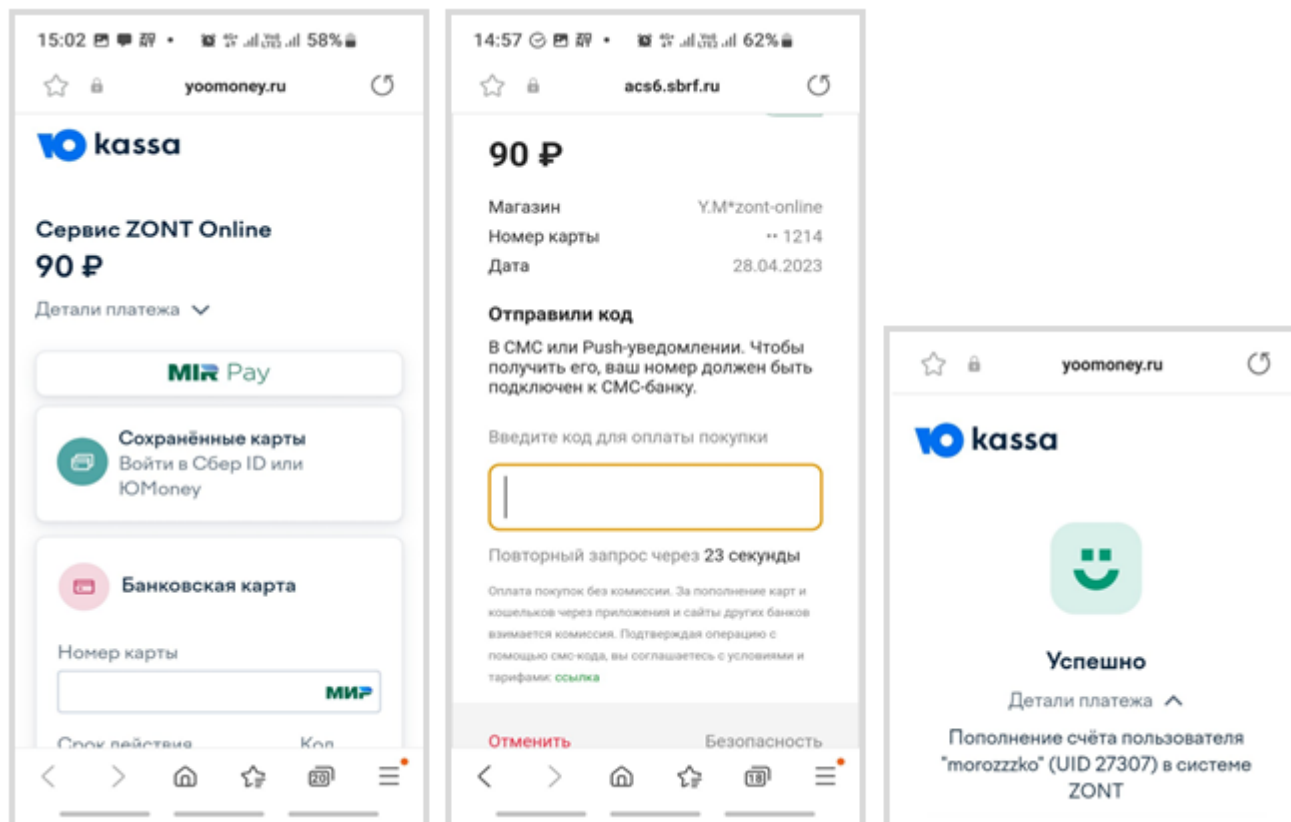 15:02
58%
yoomoney.ru
Ю kassa
Сервис ZONT Online
90 ₽
Детали платежа
MIR Pay
Сохранённые карты
Войти в Сбер ID или
ЮMoney
Банковская карта
Номер карты
МИР
Срок действия Код
20
14:57
62%
acs6.sbrf.ru
90 ₽
Магазин Y.M*zont-online
Номер карты •• 1214
Дата 28.04.2023
Отправили код
В СМС или Push-уведомлении. Чтобы
получить его, ваш номер должен быть
подключен к СМС-банку.
Введите код для оплаты покупки
Повторный запрос через 23 секунды
Оплата покупок без комиссии. За пополнение карт и
кошельков через приложения и сайты других банков
взимается комиссия. Подтверждая операцию с
помощью смс-кода, вы соглашаетесь с условиями и
тарифами: ссылка
Отменить Безопасность
18
yoomoney.ru
Ю kassa
Успешно
Детали платежа
Пополнение счёта пользователя
"morozzzko" (UID 27307) в системе
ZONT